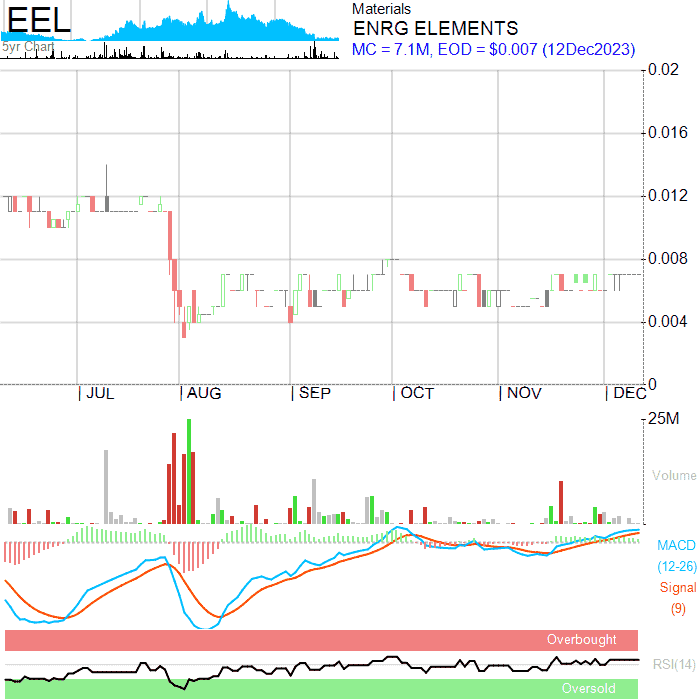 EEL
5yr Chart
Materials
ENRG ELEMENTS
MC = 7.1M, EOD = $0.007 (12Dec2023)
0.02
0.016
0.012
0.008
0.004
0
JUL
AUG
SEP
OCT
NOV
DEC
25M
Volume
MACD
(12-26)
Signal
(9)
Overbought
RSI(14)
Oversold